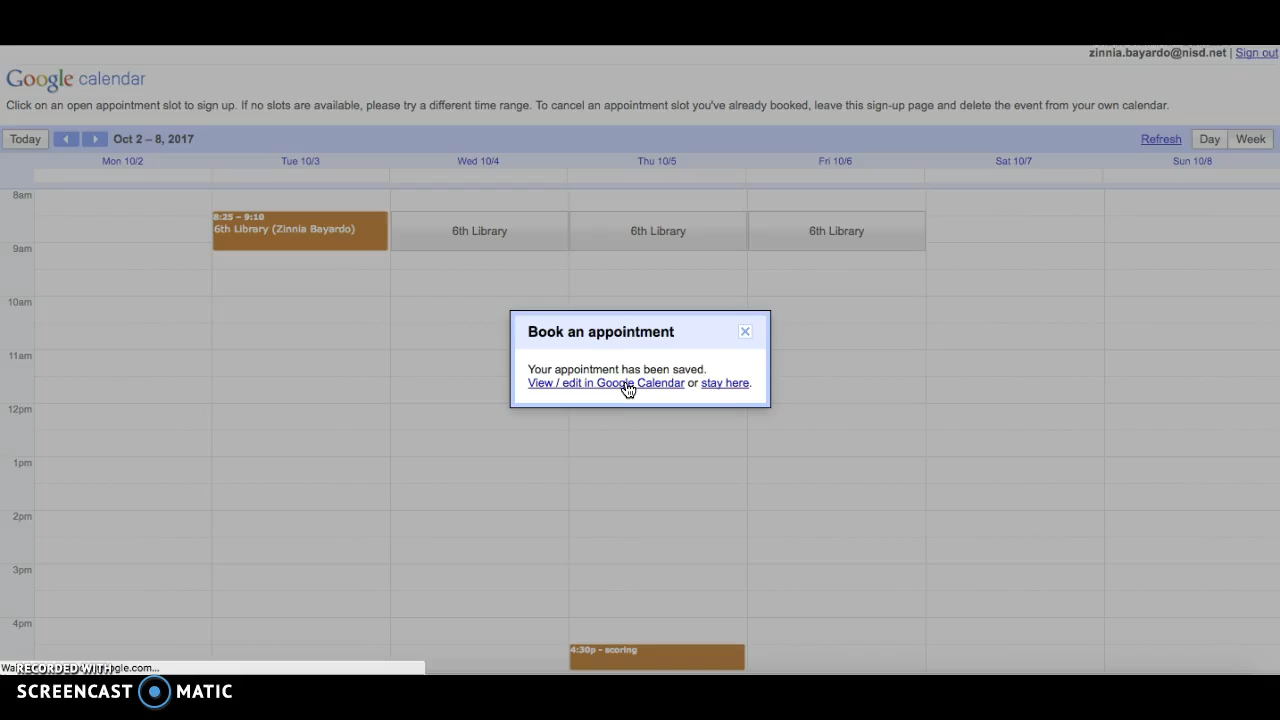 zinnia.bayardo@nisd.net | Sign out
Google calendar
Click on an open appointment slot to sign up. If no slots are available, please try a different time range. To cancel an appointment slot you've already booked, leave this sign-up page and delete the event from your own calendar.
Today Oct 2 – 8, 2017 Refresh Day Week
Mon 10/2 Tue 10/3 Wed 10/4 Thu 10/5 Fri 10/6 Sat 10/7 Sun 10/8
8am
8:25 – 9:10
6th Library (Zinnia Bayardo) 6th Library 6th Library 6th Library
9am
10am
11am
Book an appointment
Your appointment has been saved.
View / edit in Google Calendar or stay here.
12pm
1pm
2pm
3pm
4pm
4:30p – scoring
RECORDED WITH
SCREENCAST MATIC